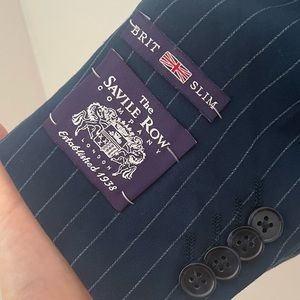 BRIT SLIM
The
SAVILE ROW
COMPANY
LONDON
Established 1938